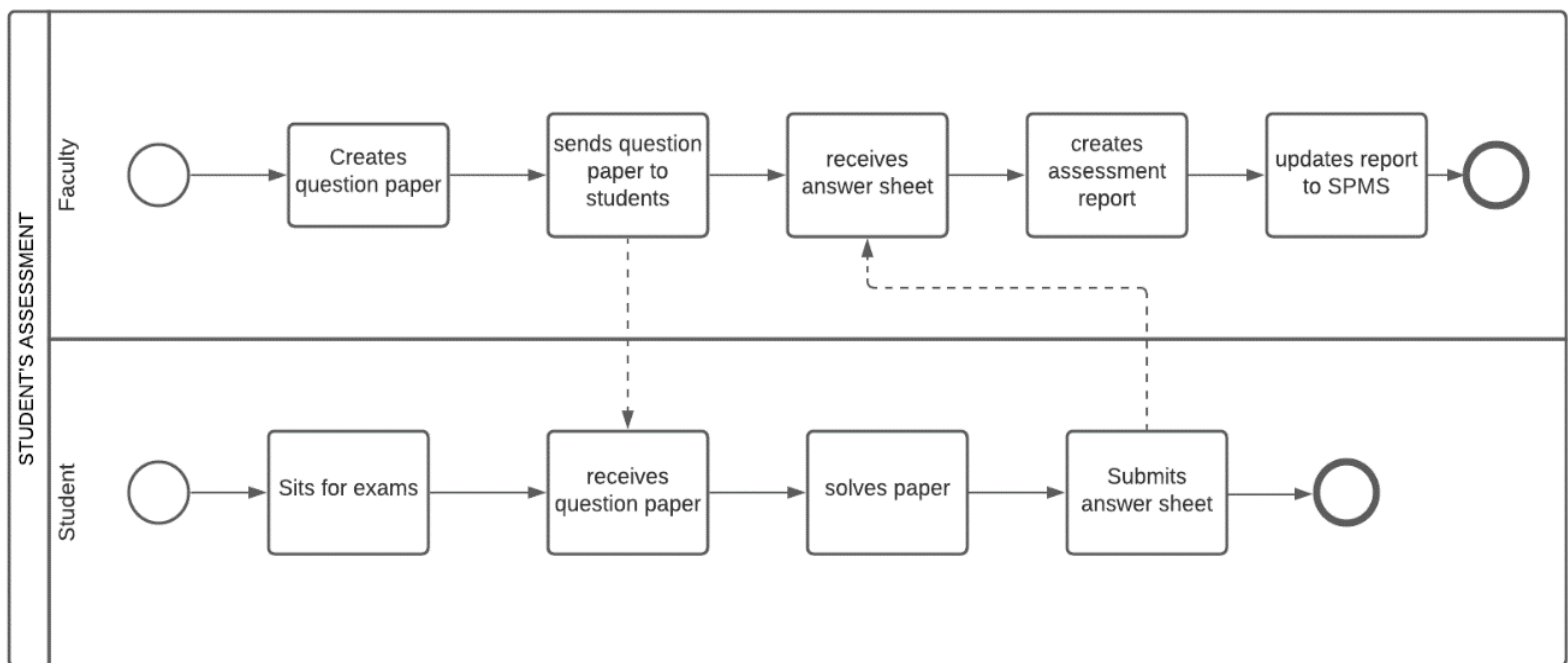 STUDENT'S ASSESSMENT
Faculty
Creates
question paper
sends question
paper to
students
receives
answer sheet
creates
assessment
report
updates report
to SPMS
Student
Sits for exams
receives
question paper
solves paper
Submits
answer sheet